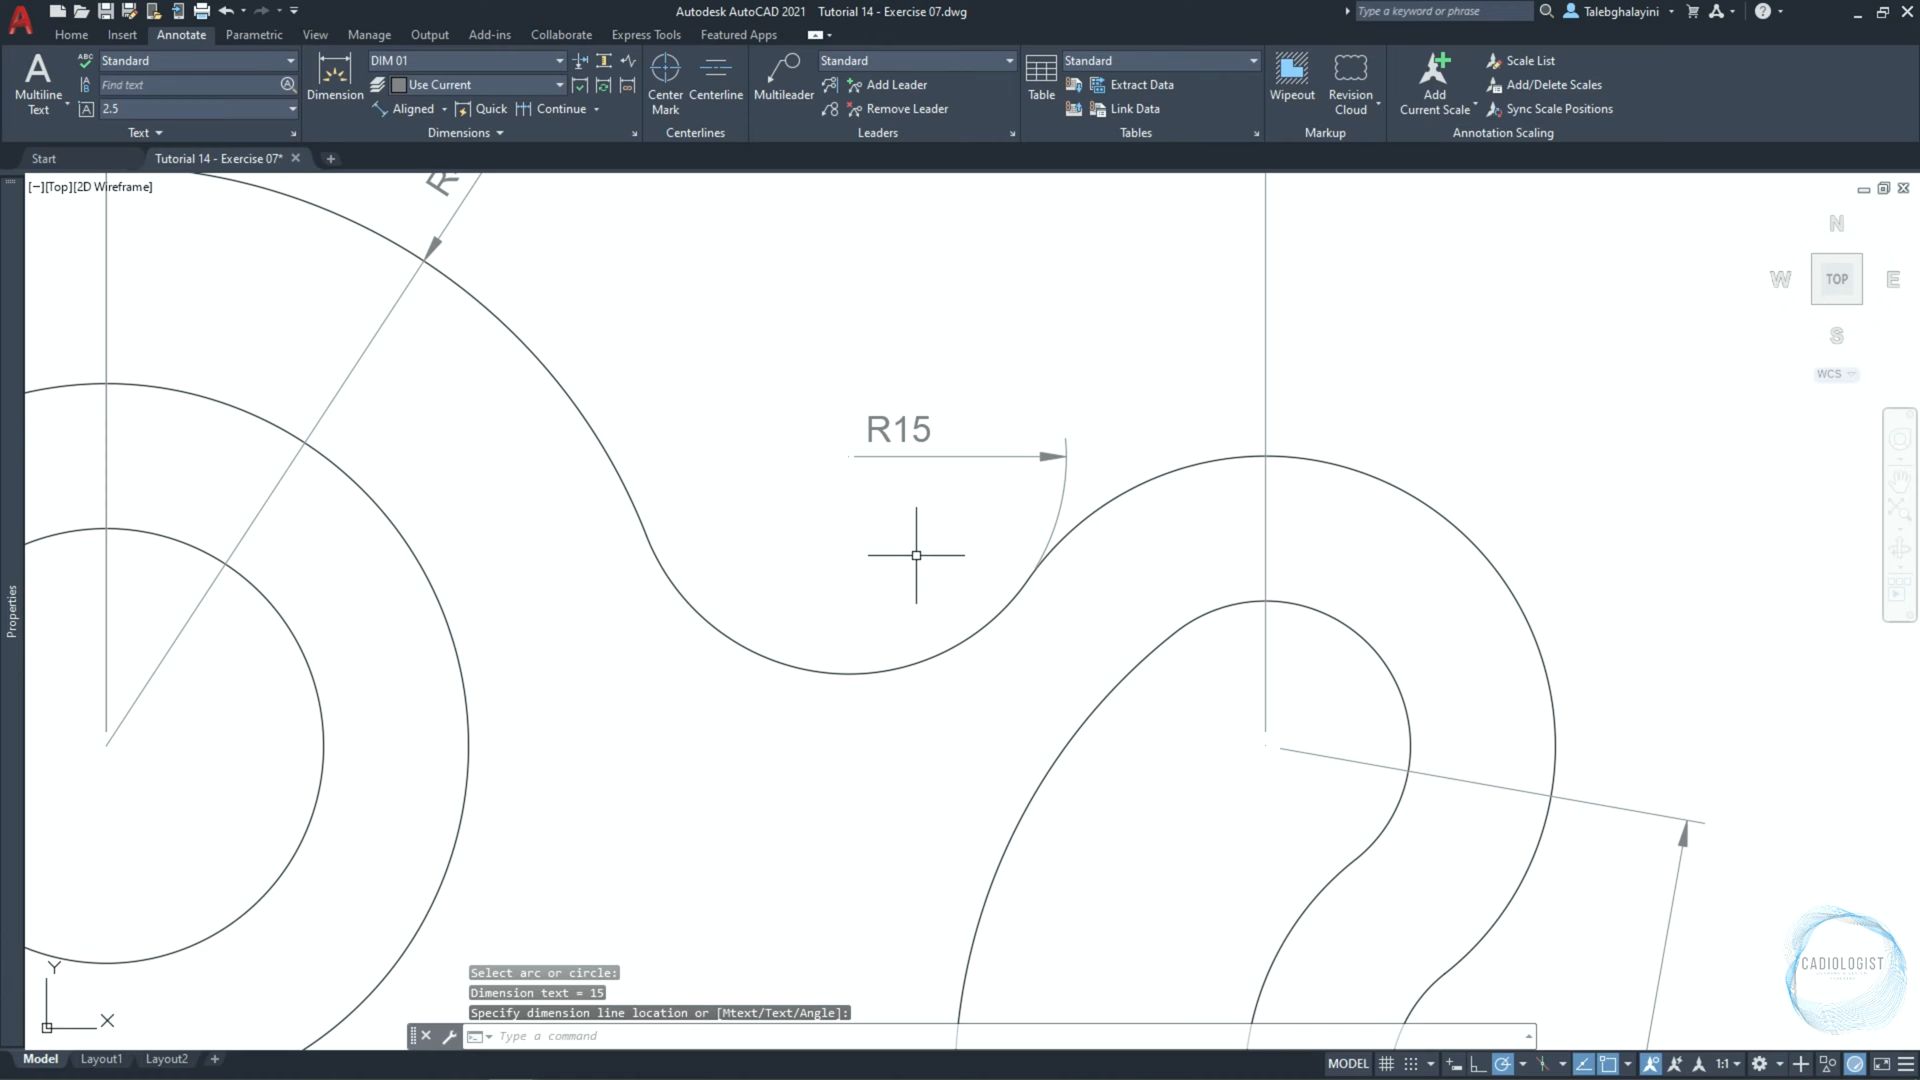 Autodesk AutoCAD 2021 Tutorial 14 - Exercise 07.dwg
Type a keyword or phrase
Talebghalayini
Home Insert Annotate Parametric View Manage Output Add-ins Collaborate Express Tools Featured Apps
Multiline Text
ABC
Standard
Find text
2.5
Text
Dimension
DIM 01
Use Current
Aligned Quick Continue
Dimensions
Center Mark
Centerline
Centerlines
Multileader
Standard
Add Leader
Remove Leader
Leaders
Table
Standard
Extract Data
Link Data
Tables
Wipeout
Revision Cloud
Markup
Add Current Scale
Scale List
Add/Delete Scales
Sync Scale Positions
Annotation Scaling
Start
Tutorial 14 - Exercise 07*
[−][Top][2D Wireframe]
R
N
W TOP E
S
WCS
R15
Properties
CADIOLOGIST
Y
X
Select arc or circle:
Dimension text = 15
Specify dimension line location or [Mtext/Text/Angle]:
Type a command
Model Layout1 Layout2
MODEL
1:1